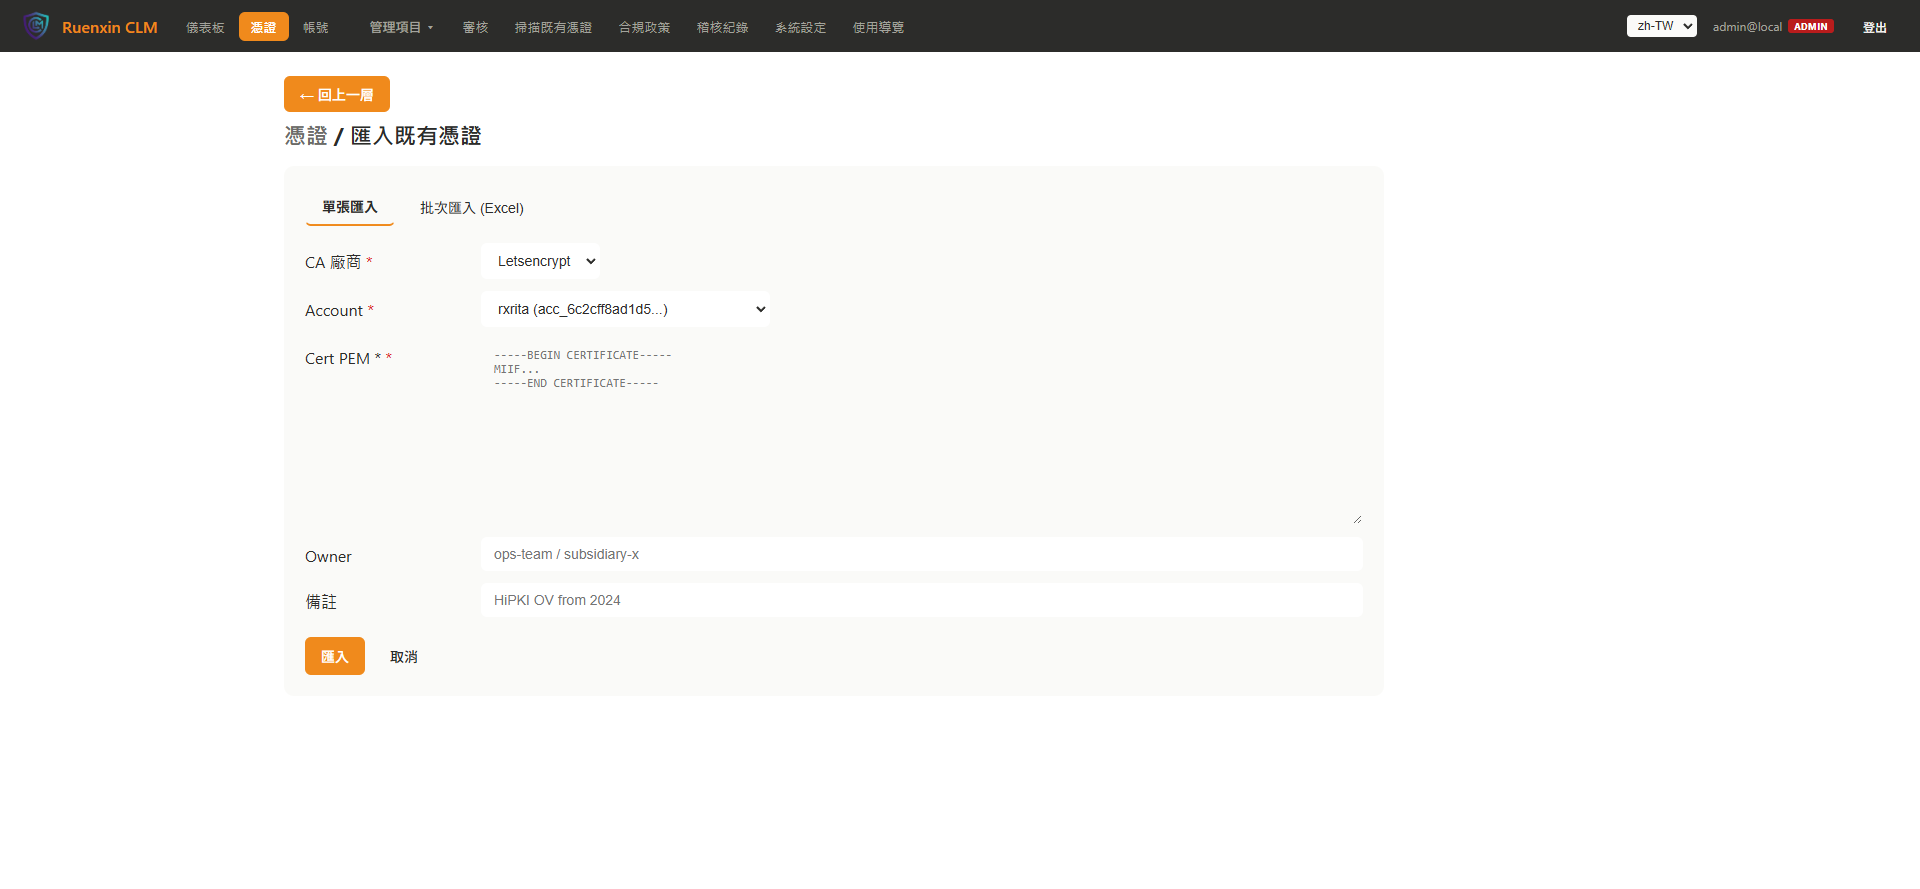 Ruenxin CLM 儀表板 憑證 帳號 管理項目 審核 掃描既有憑證 合規政策 稽核紀錄 系統設定 使用導覽 zh-TW admin@local ADMIN 登出
← 回上一層
憑證 / 匯入既有憑證
單張匯入 批次匯入 (Excel)
CA 廠商 * Letsencrypt
Account * rxrita (acc_6c2cff8ad1d5...)
Cert PEM * * -----BEGIN CERTIFICATE-----
MIIF...
-----END CERTIFICATE-----
Owner ops-team / subsidiary-x
備註 HiPKI OV from 2024
匯入 取消